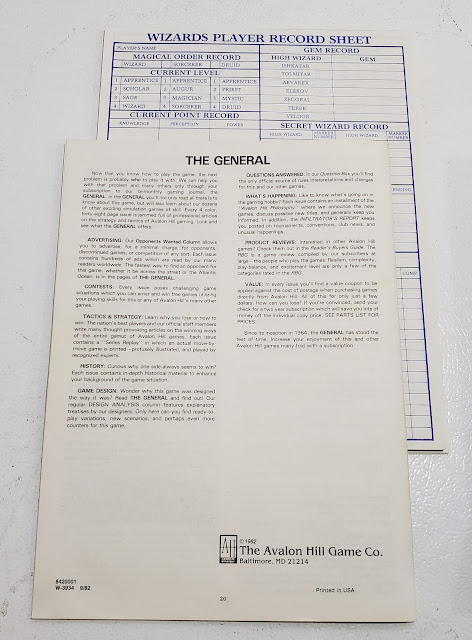 WIZARDS PLAYER RECORD SHEET
PLAYER'S NAME
GEM RECORD
MAGICAL ORDER RECORD
HIGH WIZARD GEM
WIZARD SORCERER DRUID
ISHKATAR
CURRENT LEVEL
TOLMITAR
1 APPRENTICE 1 APPRENTICE 1 APPRENTICE
AKVAREK
2 SCHOLAR 2 AUGUR 2 PRIEST
ELEKOV
3 SAGE 3 MAGICIAN 3 MYSTIC
ZEGORAL
4 WIZARD 4 SORCERER 4 DRUID
TERER
CURRENT POINT RECORD
VELDOR
KNOWLEDGE PERCEPTION POWER
SECRET WIZARD RECORD
HIGH WIZARD MARKER NUMBER HIGH WIZARD MARKER NUMBER
ENDING
COMP
THE GENERAL
Now that you know how to play the game, the next
problem is probably who to play it with. We can help you
with that problem and many others only through your
subscription to our bi-monthly gaming journal, the
GENERAL. In the GENERAL you'll not only read all there is to
know about this game, but will also learn about our dozens
of other exciting simulation games of skill. Every 4 color,
forty-eight page issue is jammed full of professional articles
on the strategy and tactics of Avalon Hill gaming. Look and
see what the GENERAL offers:
ADVERTISING: Our Opponents Wanted Column allows
you to advertise, for a minimal charge, for opponents,
discontinued games, or competition of any sort. Each issue
contains hundreds of ads which are read by our many
readers worldwide. The fastest way to find an opponent for
this game, whether it be across the street or the Atlantic
Ocean, is in the pages of THE GENERAL.
CONTESTS: Every issue poses challenging game
situations which you can enter and win free games utilizing
your playing skills for this or any of Avalon Hill's many other
games.
TACTICS & STRATEGY: Learn why you lose or how to
win. The nation's best players and our official staff members
write many thought-provoking articles on the winning ways
of the entire gamut of Avalon Hill games. Each issue
contains a "Series Replay" in which an actual move-by-
move game is printed—profusely illustrated, and played by
recognized experts.
HISTORY: Curious why one side always seems to win?
Each issue contains in-depth historical material to enhance
your background of the game situation.
GAME DESIGN: Wonder why this game was designed
the way it was? Read THE GENERAL and find out! Our
regular DESIGN ANALYSIS column features explanatory
treatises by our designers. Only here can you find ready-to-
play variations, new scenarios, and perhaps even more
counters for this game.
QUESTIONS ANSWERED: In our Question Box you'll find
the only official source of rules interpretations and changes
for this and our other games.
WHAT'S HAPPENING: Like to know what's going on in
the gaming hobby? Each issue contains an installment of the
"Avalon Hill Philosophy" where we announce the new
games, discuss possible new titles, and generally keep you
informed. In addition, the INFILTRATOR'S REPORT keeps
you posted on tournaments, conventions, club news, and
unusual happenings.
PRODUCT REVIEWS: Interested in other Avalon Hill
games? Check them out in the Reader's Buyers Guide. The
RBG is a game review compiled by our subscribers at
large—the people who play the games. Realism, complexity,
play-balance, and excitement level are only a few of the
categories rated in the RBG.
VALUE: In every issue you'll find a value coupon to be
applied against the cost of postage when purchasing games
directly from Avalon Hill. All of this for only just a few
dollars. How can you lose? If you're convinced, send your
check for a two year subscription which will save you lots of
money off the individual copy price. SEE PARTS LIST FOR
PRICES.
Since its inception in 1964, the GENERAL has stood the
test of time. Increase your enjoyment of this and other
Avalon Hill games many fold with a subscription.
© 1982
AH The Avalon Hill Game Co.
Baltimore, MD 21214
6420001
W-3934 9/82
Printed in USA
20